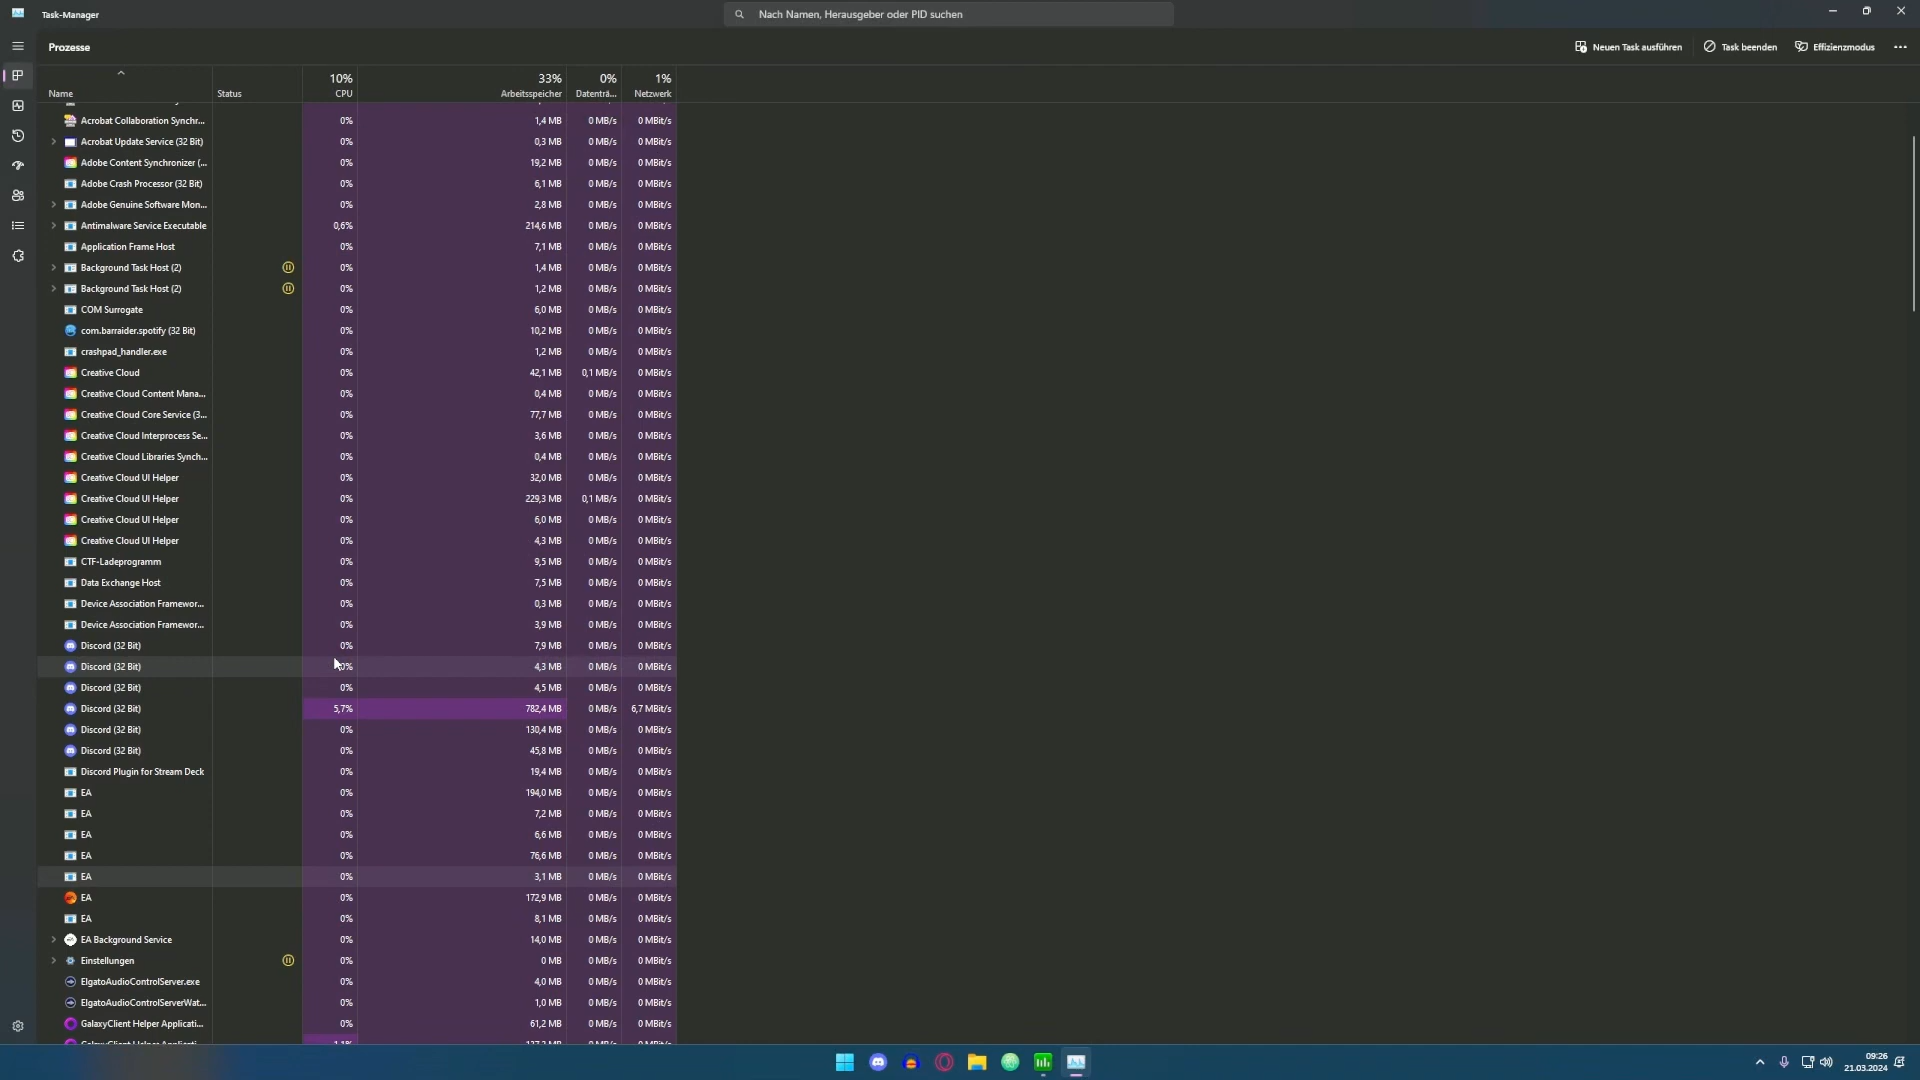 Task-Manager
Nach Namen, Herausgeber oder PID suchen
Prozesse
Neuen Task ausführen
Task beenden
Effizienzmodus
10% 33% 0% 1%
Name Status CPU Arbeitsspeicher Datenträ... Netzwerk
Acrobat Collaboration Synchr... 0% 1,4 MB 0 MB/s 0 MBit/s
Acrobat Update Service (32 Bit) 0% 0,3 MB 0 MB/s 0 MBit/s
Adobe Content Synchronizer (... 0% 19,2 MB 0 MB/s 0 MBit/s
Adobe Crash Processor (32 Bit) 0% 6,1 MB 0 MB/s 0 MBit/s
Adobe Genuine Software Mon... 0% 2,8 MB 0 MB/s 0 MBit/s
Antimalware Service Executable 0,6% 214,6 MB 0 MB/s 0 MBit/s
Application Frame Host 0% 7,1 MB 0 MB/s 0 MBit/s
Background Task Host (2) 0% 1,4 MB 0 MB/s 0 MBit/s
Background Task Host (2) 0% 1,2 MB 0 MB/s 0 MBit/s
COM Surrogate 0% 6,0 MB 0 MB/s 0 MBit/s
com.barraider.spotify (32 Bit) 0% 10,2 MB 0 MB/s 0 MBit/s
crashpad_handler.exe 0% 1,2 MB 0 MB/s 0 MBit/s
Creative Cloud 0% 42,1 MB 0,1 MB/s 0 MBit/s
Creative Cloud Content Mana... 0% 0,4 MB 0 MB/s 0 MBit/s
Creative Cloud Core Service (3... 0% 77,7 MB 0 MB/s 0 MBit/s
Creative Cloud Interprocess Se... 0% 3,6 MB 0 MB/s 0 MBit/s
Creative Cloud Libraries Synch... 0% 0,4 MB 0 MB/s 0 MBit/s
Creative Cloud UI Helper 0% 32,0 MB 0 MB/s 0 MBit/s
Creative Cloud UI Helper 0% 229,3 MB 0,1 MB/s 0 MBit/s
Creative Cloud UI Helper 0% 6,0 MB 0 MB/s 0 MBit/s
Creative Cloud UI Helper 0% 4,3 MB 0 MB/s 0 MBit/s
CTF-Ladeprogramm 0% 9,5 MB 0 MB/s 0 MBit/s
Data Exchange Host 0% 7,5 MB 0 MB/s 0 MBit/s
Device Association Framewor... 0% 0,3 MB 0 MB/s 0 MBit/s
Device Association Framewor... 0% 3,9 MB 0 MB/s 0 MBit/s
Discord (32 Bit) 0% 7,9 MB 0 MB/s 0 MBit/s
Discord (32 Bit) 0% 4,3 MB 0 MB/s 0 MBit/s
Discord (32 Bit) 0% 4,5 MB 0 MB/s 0 MBit/s
Discord (32 Bit) 5,7% 782,4 MB 0 MB/s 6,7 MBit/s
Discord (32 Bit) 0% 130,4 MB 0 MB/s 0 MBit/s
Discord (32 Bit) 0% 45,8 MB 0 MB/s 0 MBit/s
Discord Plugin for Stream Deck 0% 19,4 MB 0 MB/s 0 MBit/s
EA 0% 194,0 MB 0 MB/s 0 MBit/s
EA 0% 7,2 MB 0 MB/s 0 MBit/s
EA 0% 6,6 MB 0 MB/s 0 MBit/s
EA 0% 76,6 MB 0 MB/s 0 MBit/s
EA 0% 3,1 MB 0 MB/s 0 MBit/s
EA 0% 172,9 MB 0 MB/s 0 MBit/s
EA 0% 8,1 MB 0 MB/s 0 MBit/s
EA Background Service 0% 14,0 MB 0 MB/s 0 MBit/s
Einstellungen 0% 0 MB 0 MB/s 0 MBit/s
ElgatoAudioControlServer.exe 0% 4,0 MB 0 MB/s 0 MBit/s
ElgatoAudioControlServerWat... 0% 1,0 MB 0 MB/s 0 MBit/s
GalaxyClient Helper Applicati... 0% 61,2 MB 0 MB/s 0 MBit/s
09:26
21.03.2024